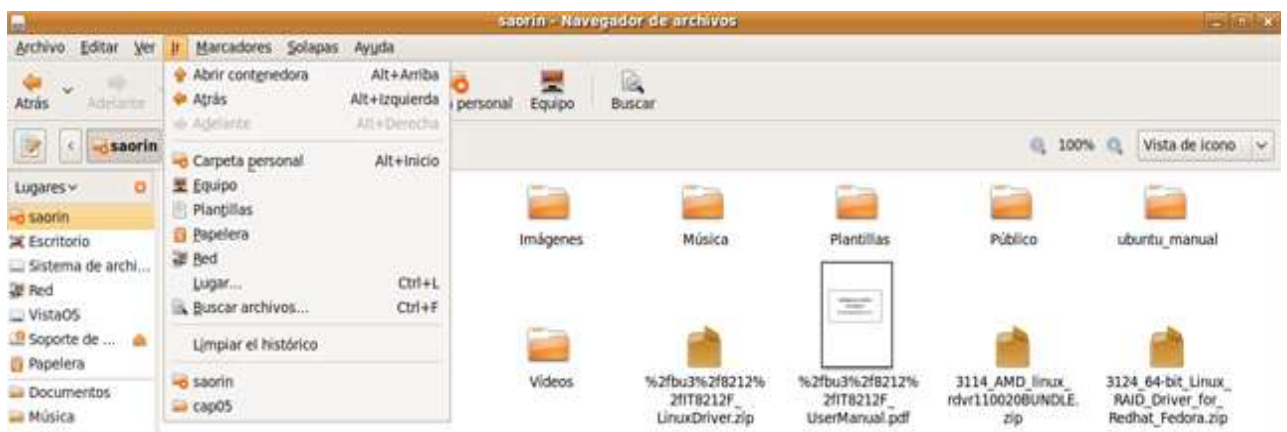 saorin - Navegador de archivos
Archivo Editar Ver Ir Marcadores Solapas Ayuda
Atrás Adelante personal Equipo Buscar
saorin 100% Vista de icono
Abrir contenedora Alt+Arriba
Atrás Alt+Izquierda
Adelante Alt+Derecha
Carpeta personal Alt+Inicio
Equipo
Plantillas
Papelera
Red
Lugar... Ctrl+L
Buscar archivos... Ctrl+F
Limpiar el histórico
saorin
cap05
Lugares
saorin
Escritorio
Sistema de archi...
Red
VistaOS
Soporte de ...
Papelera
Documentos
Música
Imágenes
Música
Plantillas
Público
ubuntu_manual
Vídeos
%2fbu3%2f8212%
2fIT8212F_
LinuxDriver.zip
%2fbu3%2f8212%
2fIT8212F_
UserManual.pdf
3114_AMD_linux_
rdvr110020BUNDLE.
zip
3124_64-bit_Linux_
RAID_Driver_for_
Redhat_Fedora.zip